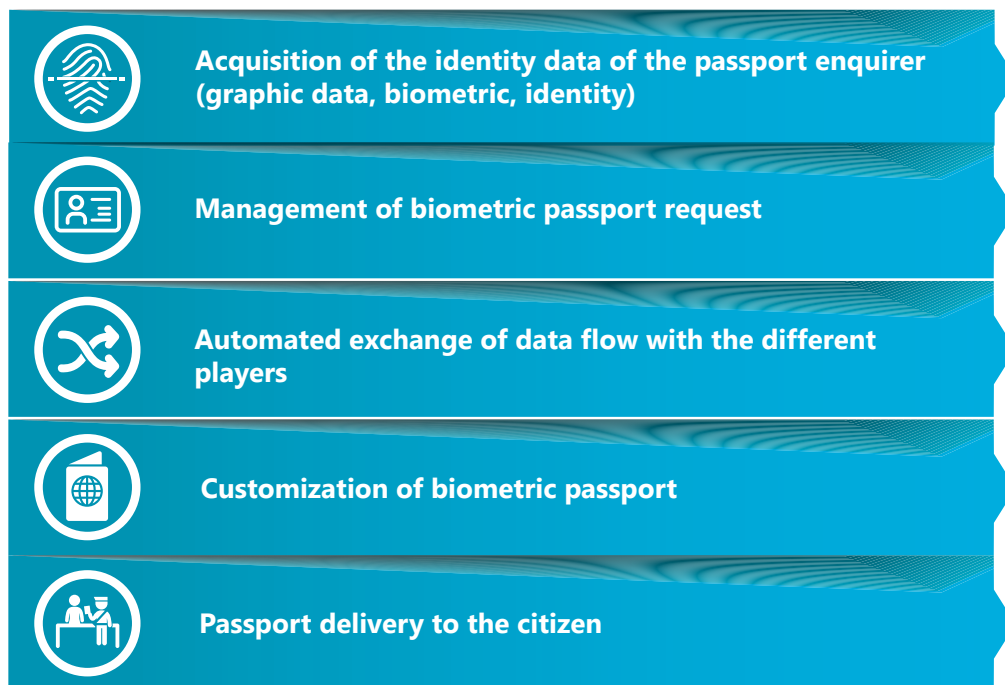 Acquisition of the identity data of the passport enquirer
(graphic data, biometric, identity)
Management of biometric passport request
Automated exchange of data flow with the different
players
Customization of biometric passport
Passport delivery to the citizen